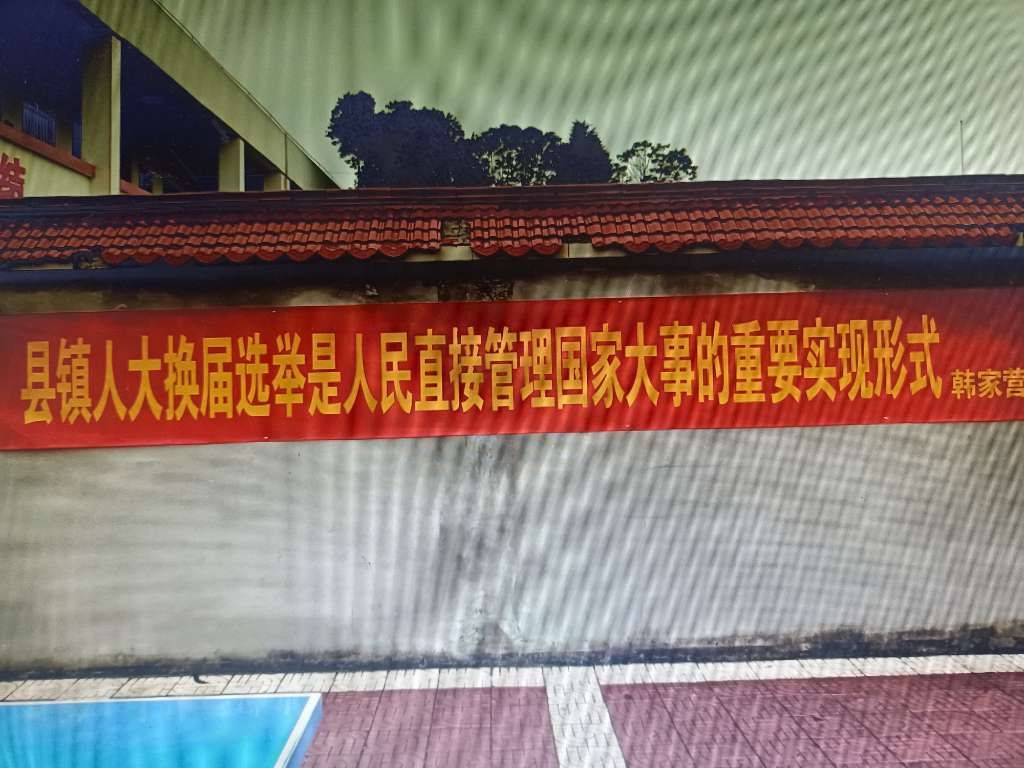 结
县镇人大换届选举是人民直接管理国家大事的重要实现形式 韩家营